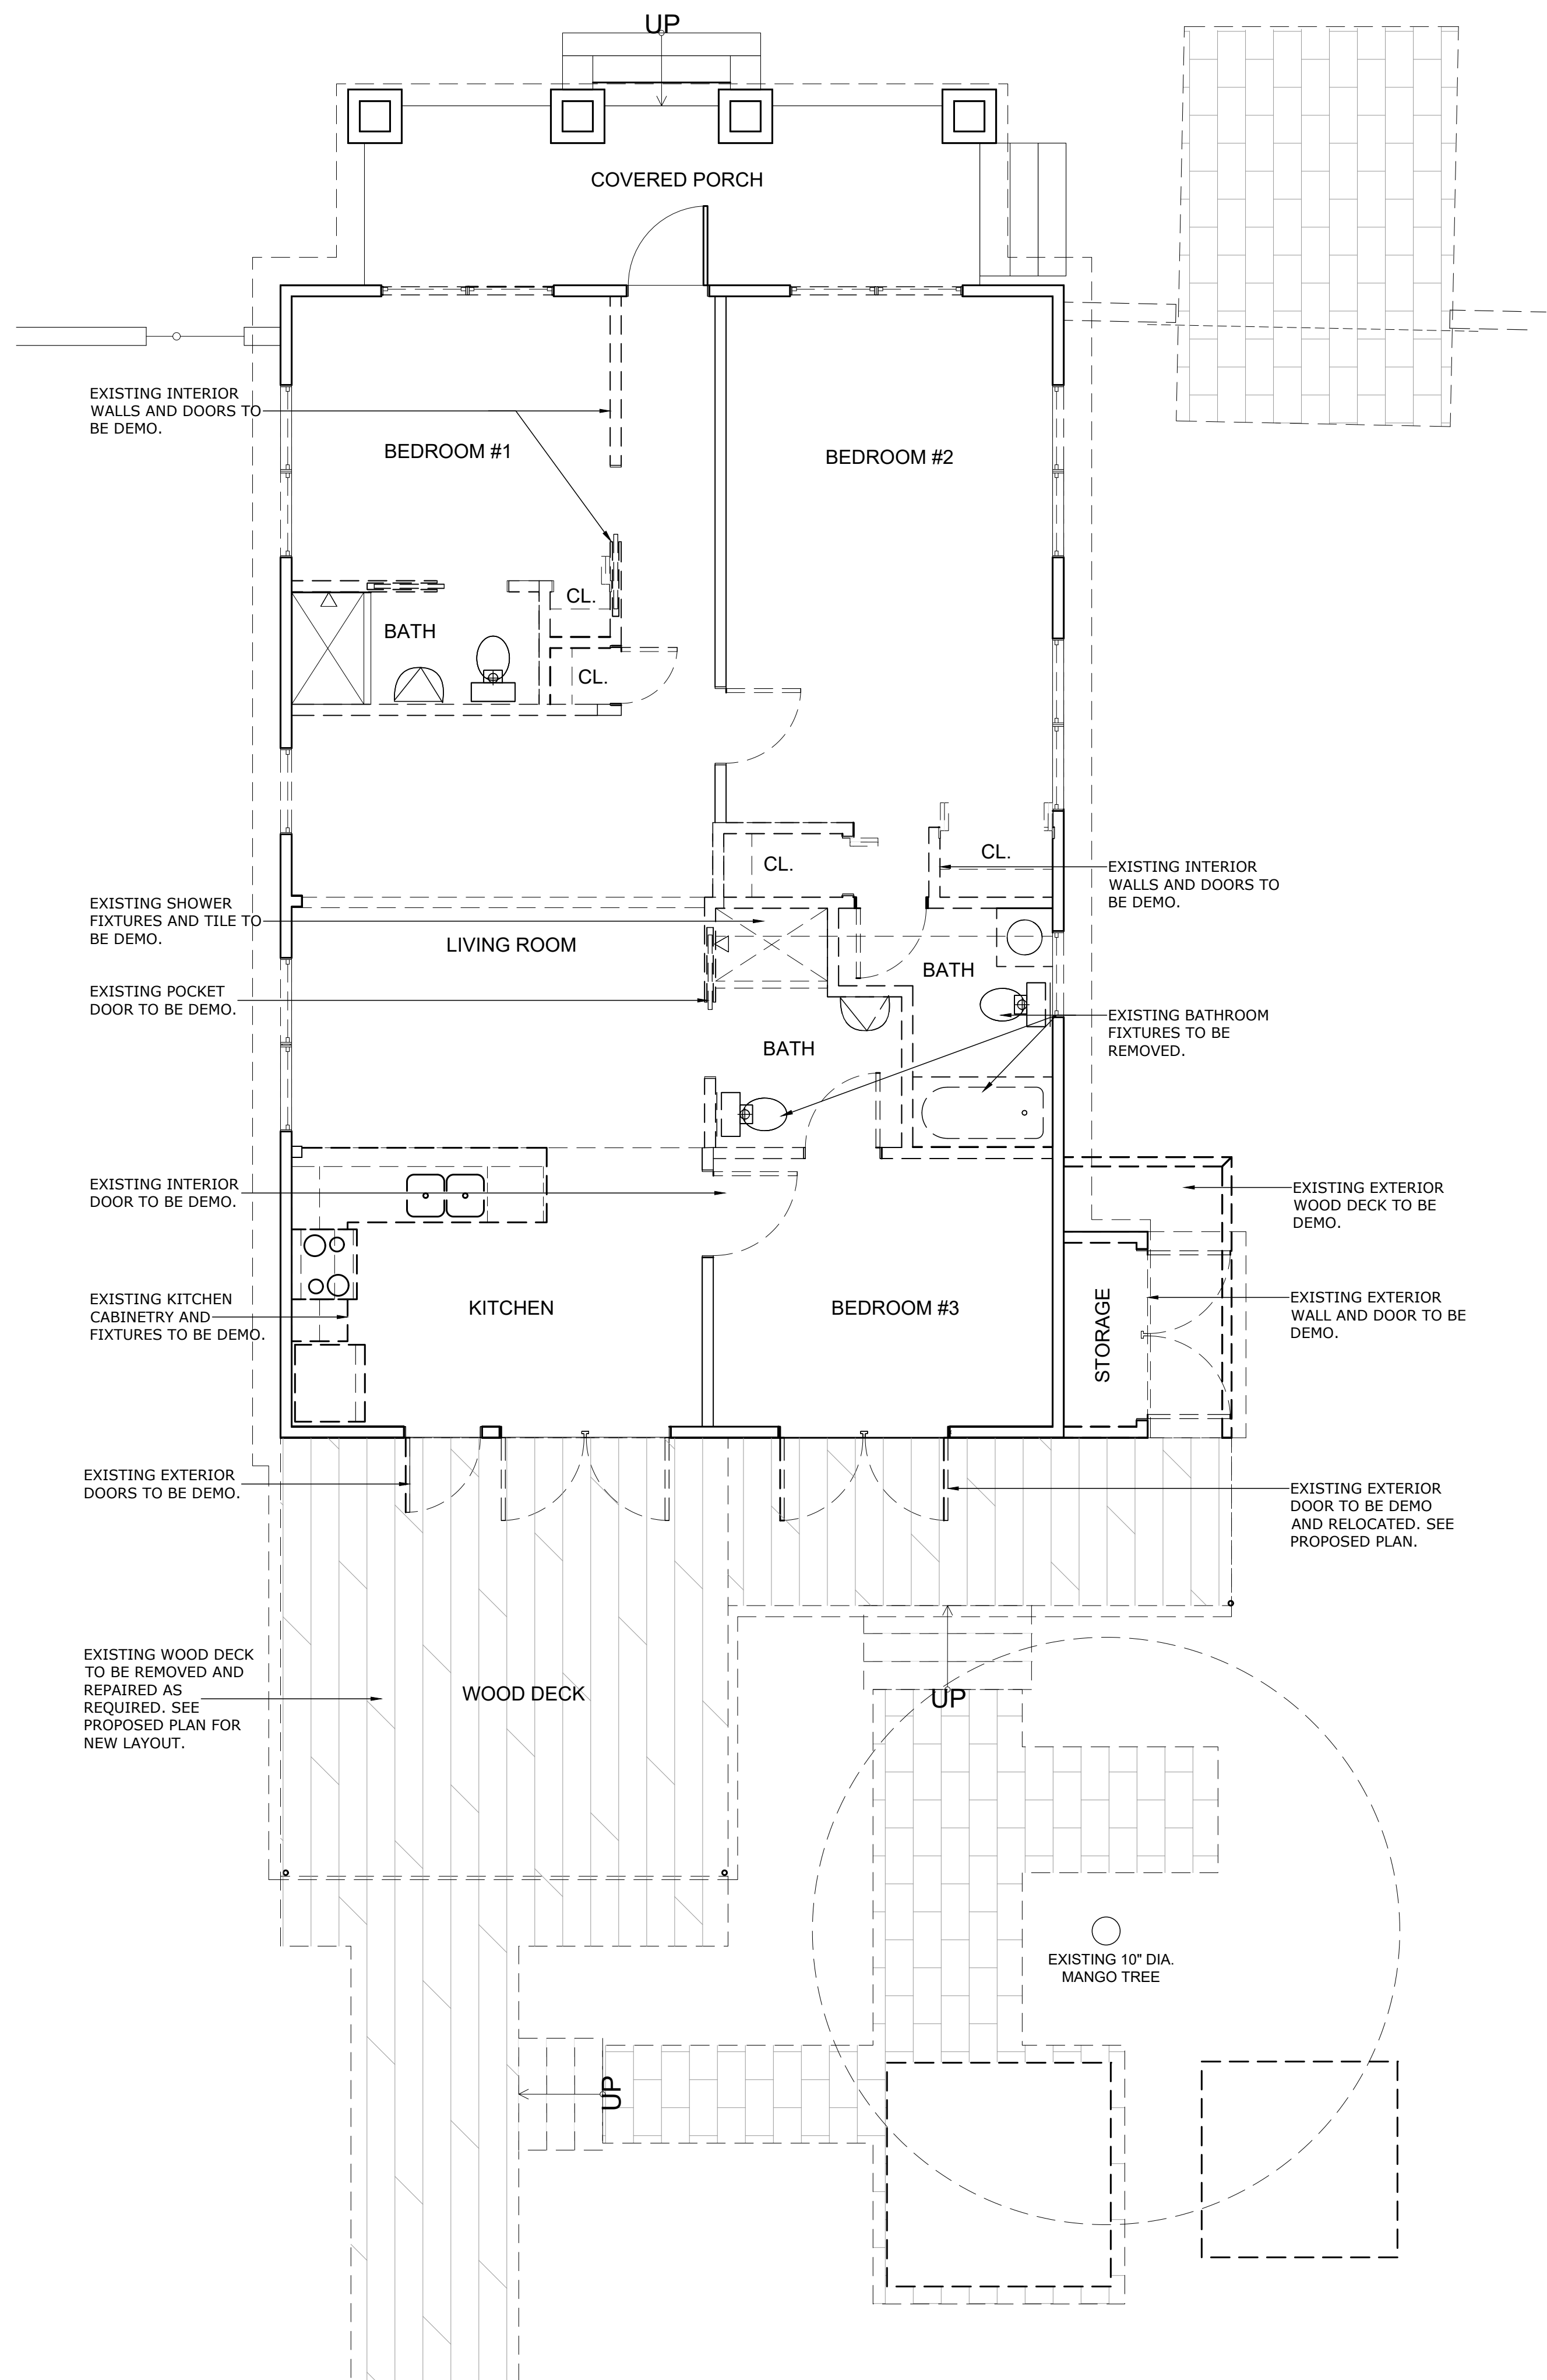 UP
COVERED PORCH
EXISTING INTERIOR
WALLS AND DOORS TO
BE DEMO.
BEDROOM #1
BEDROOM #2
CL.
BATH
CL.
CL.
CL.
EXISTING INTERIOR
WALLS AND DOORS TO
BE DEMO.
EXISTING SHOWER
FIXTURES AND TILE TO
BE DEMO.
LIVING ROOM
BATH
EXISTING POCKET
DOOR TO BE DEMO.
EXISTING BATHROOM
FIXTURES TO BE
REMOVED.
BATH
EXISTING INTERIOR
DOOR TO BE DEMO.
EXISTING EXTERIOR
WOOD DECK TO BE
DEMO.
EXISTING KITCHEN
CABINETRY AND
FIXTURES TO BE DEMO.
KITCHEN
BEDROOM #3
STORAGE
EXISTING EXTERIOR
WALL AND DOOR TO BE
DEMO.
EXISTING EXTERIOR
DOORS TO BE DEMO.
EXISTING EXTERIOR
DOOR TO BE DEMO
AND RELOCATED. SEE
PROPOSED PLAN.
EXISTING WOOD DECK
TO BE REMOVED AND
REPAIRED AS
REQUIRED. SEE
PROPOSED PLAN FOR
NEW LAYOUT.
WOOD DECK
UP
EXISTING 10" DIA.
MANGO TREE
UP